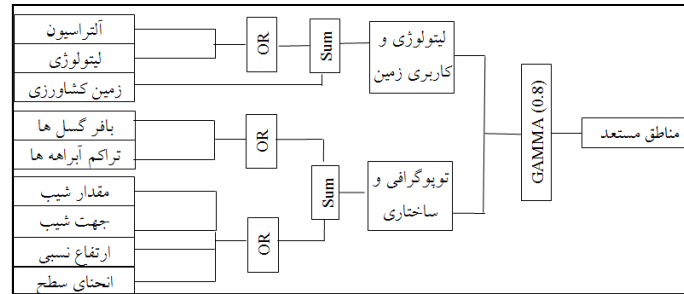 آلتراسیون
لیتولوژی
زمین کشاورزی
OR
Sum
لیتولوژی و
کاربری زمین
بافر گسل ها
تراکم آبراهه ها
OR
مقدار شیب
جهت شیب
ارتفاع نسبی
انحنای سطح
OR
Sum
توپوگرافی و
ساختاری
GAMMA (0.8)
مناطق مستعد